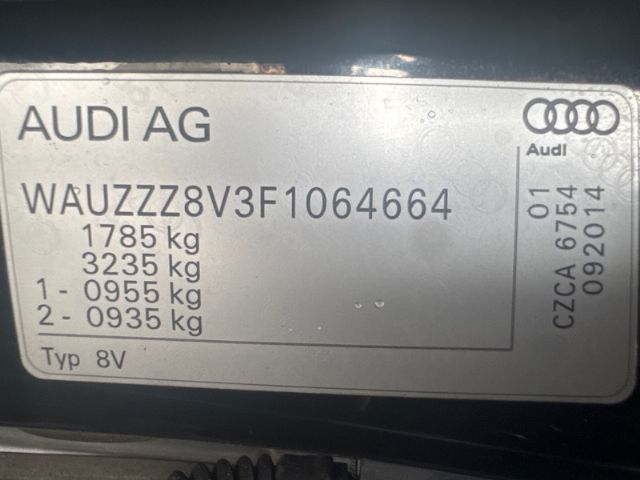 AUDI AG
Audi
WAUZZZ8V3F1064664
1785 kg
3235 kg
1 - 0955 kg
2 - 0935 kg
Typ 8V
01
CZCA 6754
092014